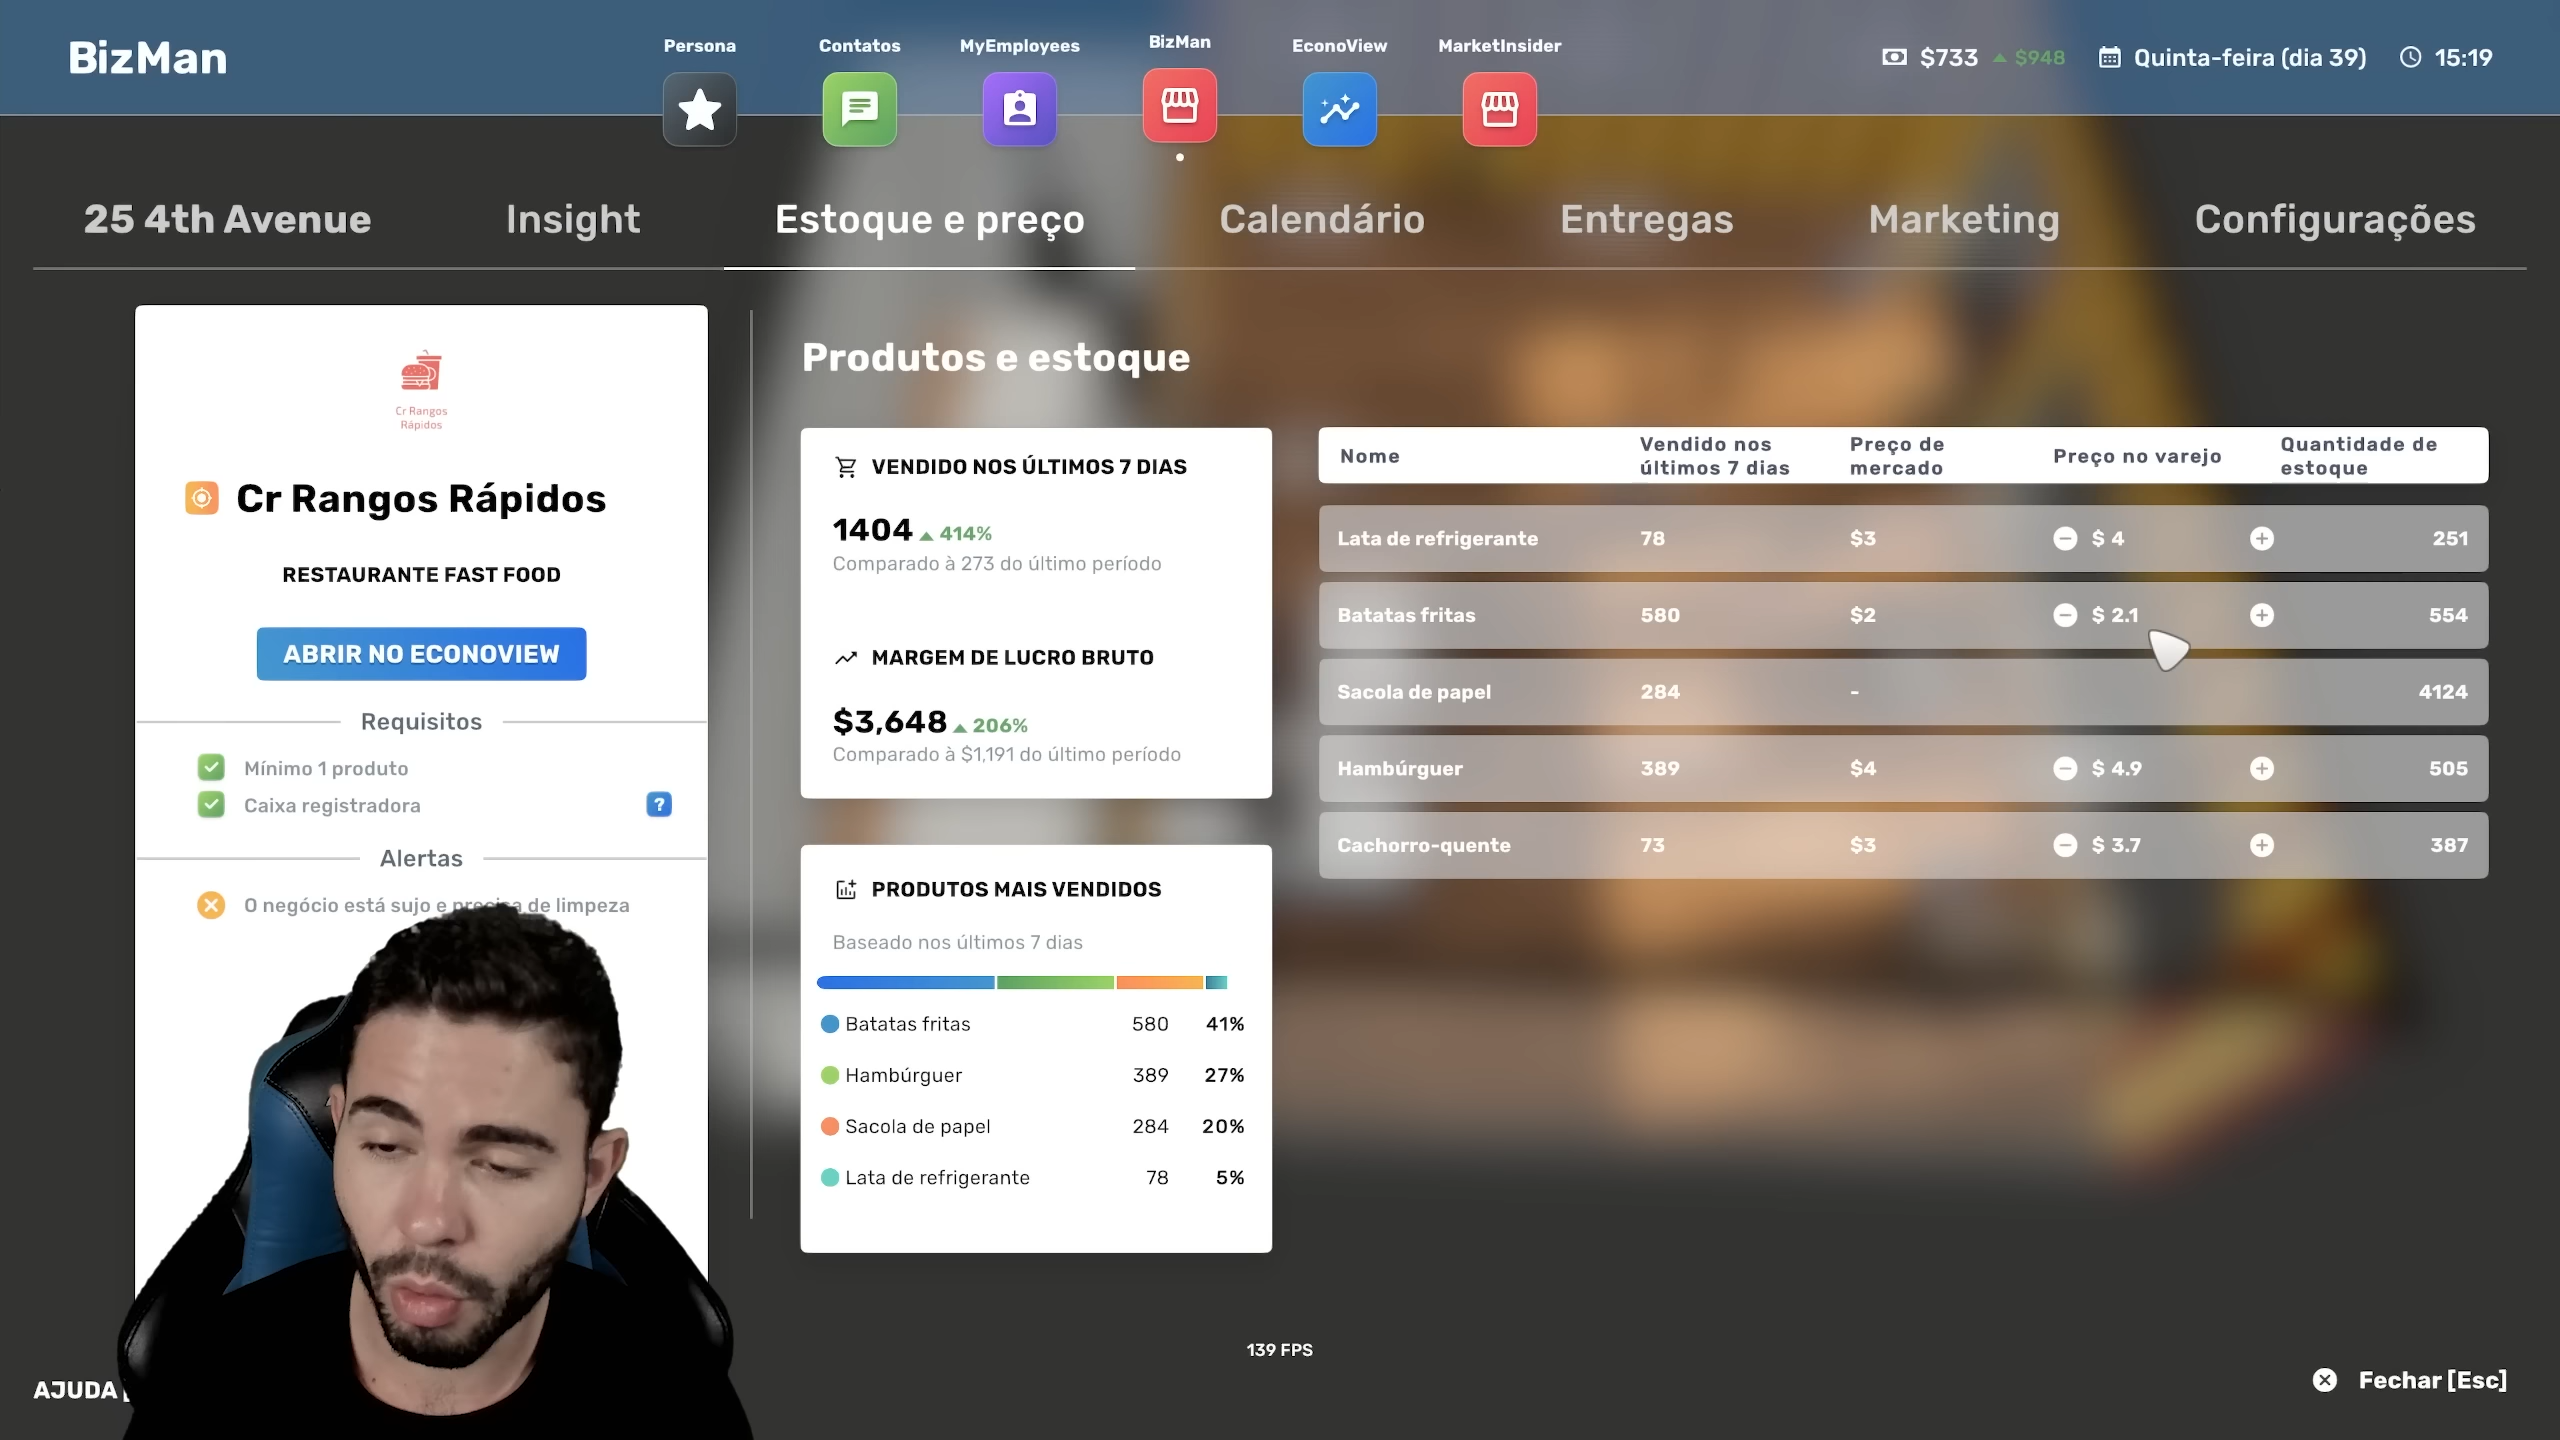 BizMan
Persona
Contatos
MyEmployees
BizMan
EconoView
MarketInsider
$733 $948
Quinta-feira (dia 39)
15:19
25 4th Avenue
Insight
Estoque e preço
Calendário
Entregas
Marketing
Configurações
Cr Rangos
Rápidos
Cr Rangos Rápidos
RESTAURANTE FAST FOOD
ABRIR NO ECONOVIEW
Requisitos
Mínimo 1 produto
Caixa registradora
?
Alertas
O negócio está sujo e precisa de limpeza
Produtos e estoque
VENDIDO NOS ÚLTIMOS 7 DIAS
1404 414%
Comparado à 273 do último período
MARGEM DE LUCRO BRUTO
$3,648 206%
Comparado à $1,191 do último período
PRODUTOS MAIS VENDIDOS
Baseado nos últimos 7 dias
Batatas fritas 580 41%
Hambúrguer 389 27%
Sacola de papel 284 20%
Lata de refrigerante 78 5%
Nome
Vendido nos
últimos 7 dias
Preço de
mercado
Preço no varejo
Quantidade de
estoque
Lata de refrigerante 78 $3 $ 4 251
Batatas fritas 580 $2 $ 2.1 554
Sacola de papel 284 - 4124
Hambúrguer 389 $4 $ 4.9 505
Cachorro-quente 73 $3 $ 3.7 387
139 FPS
AJUDA [
Fechar [Esc]